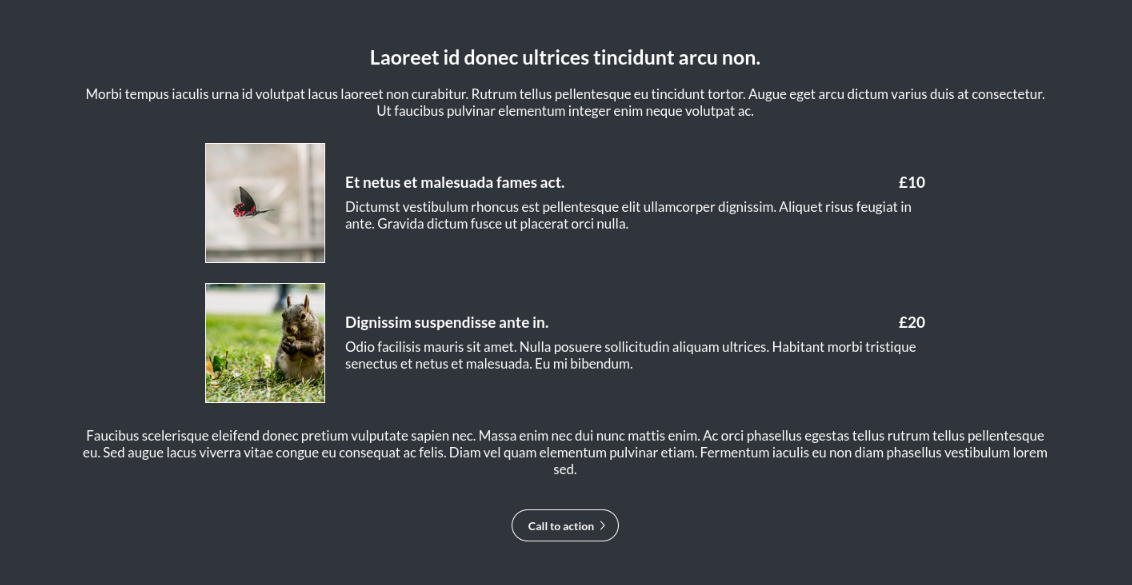 Laoreet id donec ultrices tincidunt arcu non.
Morbi tempus iaculis urna id volutpat lacus laoreet non curabitur. Rutrum tellus pellentesque eu tincidunt tortor. Augue eget arcu dictum varius duis at consectetur.
Ut faucibus pulvinar elementum integer enim neque volutpat ac.
Et netus et malesuada fames act. £10
Dictumst vestibulum rhoncus est pellentesque elit ullamcorper dignissim. Aliquet risus feugiat in
ante. Gravida dictum fusce ut placerat orci nulla.
Dignissim suspendisse ante in. £20
Odio facilisis mauris sit amet. Nulla posuere sollicitudin aliquam ultrices. Habitant morbi tristique
senectus et netus et malesuada. Eu mi bibendum.
Faucibus scelerisque eleifend donec pretium vulputate sapien nec. Massa enim nec dui nunc mattis enim. Ac orci phasellus egestas tellus rutrum tellus pellentesque
eu. Sed augue lacus viverra vitae congue eu consequat ac felis. Diam vel quam elementum pulvinar etiam. Fermentum iaculis eu non diam phasellus vestibulum lorem
sed.
Call to action